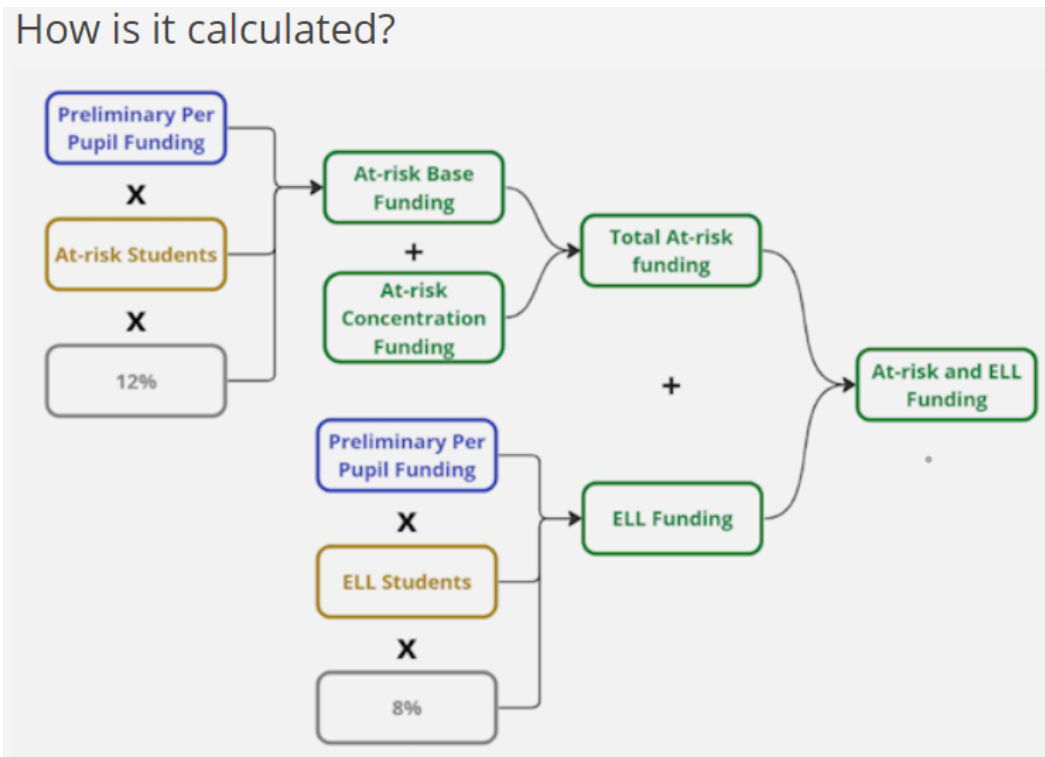 How is it calculated?
Preliminary Per
Pupil Funding
X
At-risk Students
X
12%
At-risk Base
Funding
+
At-risk
Concentration
Funding
Total At-risk
funding
+
Preliminary Per
Pupil Funding
X
ELL Students
X
8%
ELL Funding
At-risk and ELL
Funding